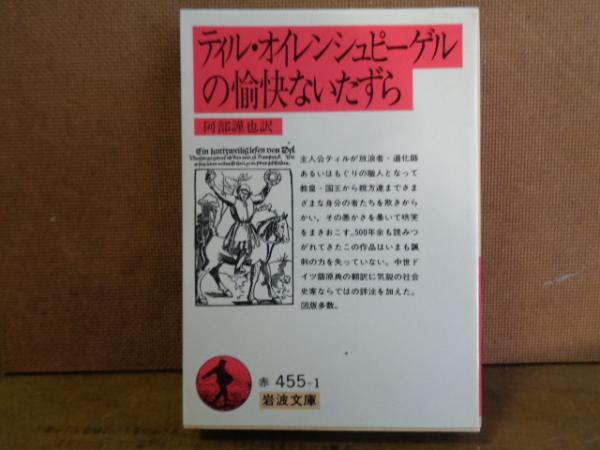 ティル・オイレンシュピーゲル
の愉快ないたずら
阿部謹也訳
Ein kurtzweilig lesen von Dyl
主人公ティルが放浪者・道化師
あるいはもぐりの職人となって
教皇・国王から親方達までさま
ざまな身分の者たちを欺きから
かい，その愚かさを暴いて哄笑
をまきおこす。500年余も読みつ
がれてきたこの作品はいまも諷
刺の力を失っていない。中世ド
イツ語原典の翻訳に気鋭の社会
史家ならではの詳注を加えた。
図版多数。
赤 455-1
岩波文庫